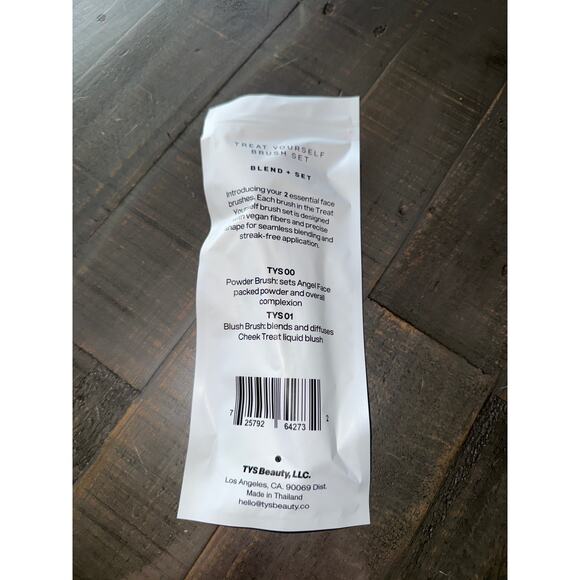 TREAT YOURSELF
BRUSH SET
BLEND + SET
Introducing your 2 essential face
brushes. Each brush in the Treat
Yourself brush set is designed
with vegan fibers and precise
shape for seamless blending and
streak-free application.
TYS 00
Powder Brush: sets Angel Face
packed powder and overall
complexion
TYS 01
Blush Brush: blends and diffuses
Cheek Treat liquid blush
7 25792 64273 2
TYS Beauty, LLC.
Los Angeles, CA. 90069 Dist.
Made in Thailand
hello@tysbeauty.co